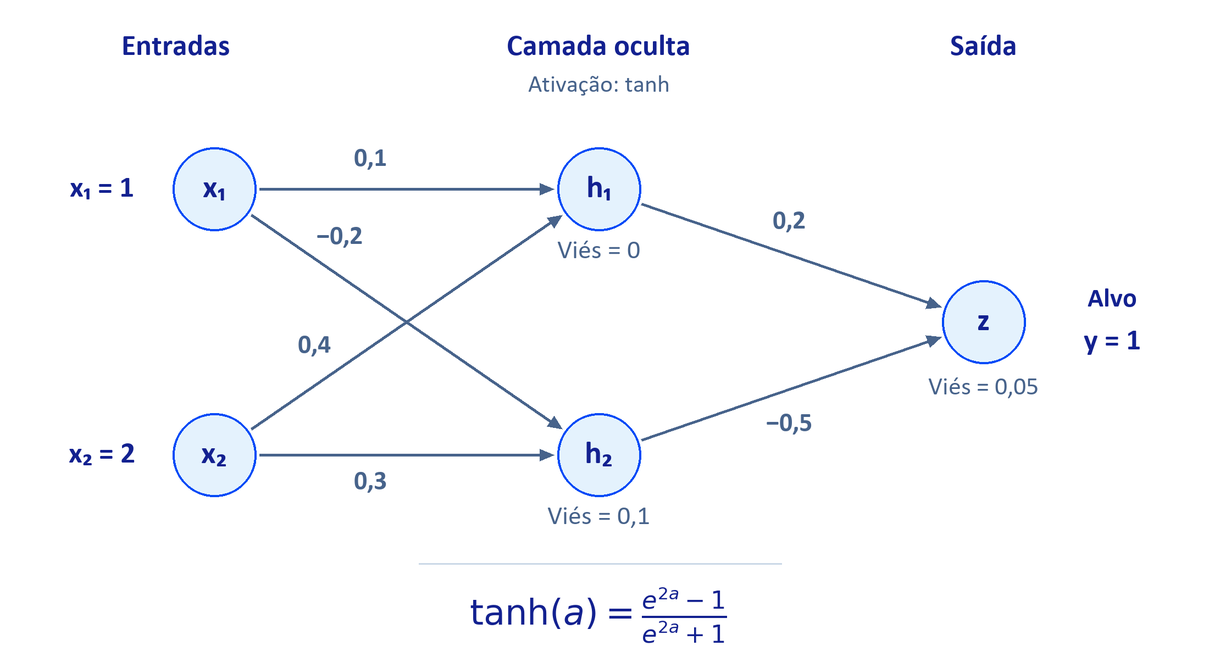 Entradas
Camada oculta
Saída
Ativação: tanh
x₁ = 1
x₁
0,1
−0,2
h₁
Viés = 0
0,2
z
Alvo
y = 1
Viés = 0,05
0,4
x₂ = 2
x₂
0,3
h₂
Viés = 0,1
−0,5
tanh(a) = (e²ᵃ − 1)/(e²ᵃ + 1)